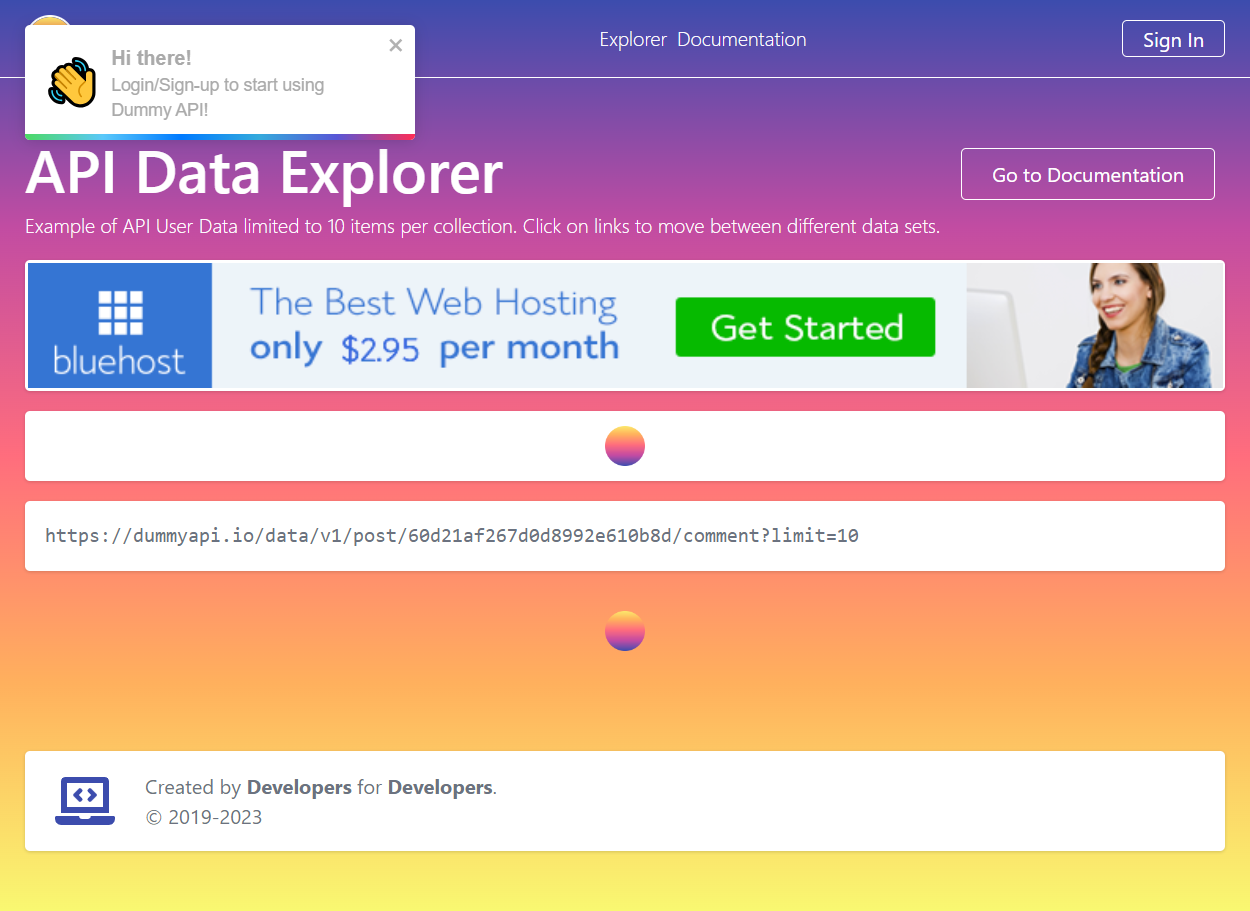 Explorer Documentation
Sign In
Hi there!
×
Login/Sign-up to start using
Dummy API!
API Data Explorer
Go to Documentation
Example of API User Data limited to 10 items per collection. Click on links to move between different data sets.
bluehost
The Best Web Hosting
only $2.95 per month
Get Started
https://dummyapi.io/data/v1/post/60d21af267d0d8992e610b8d/comment?limit=10
Created by Developers for Developers.
© 2019-2023